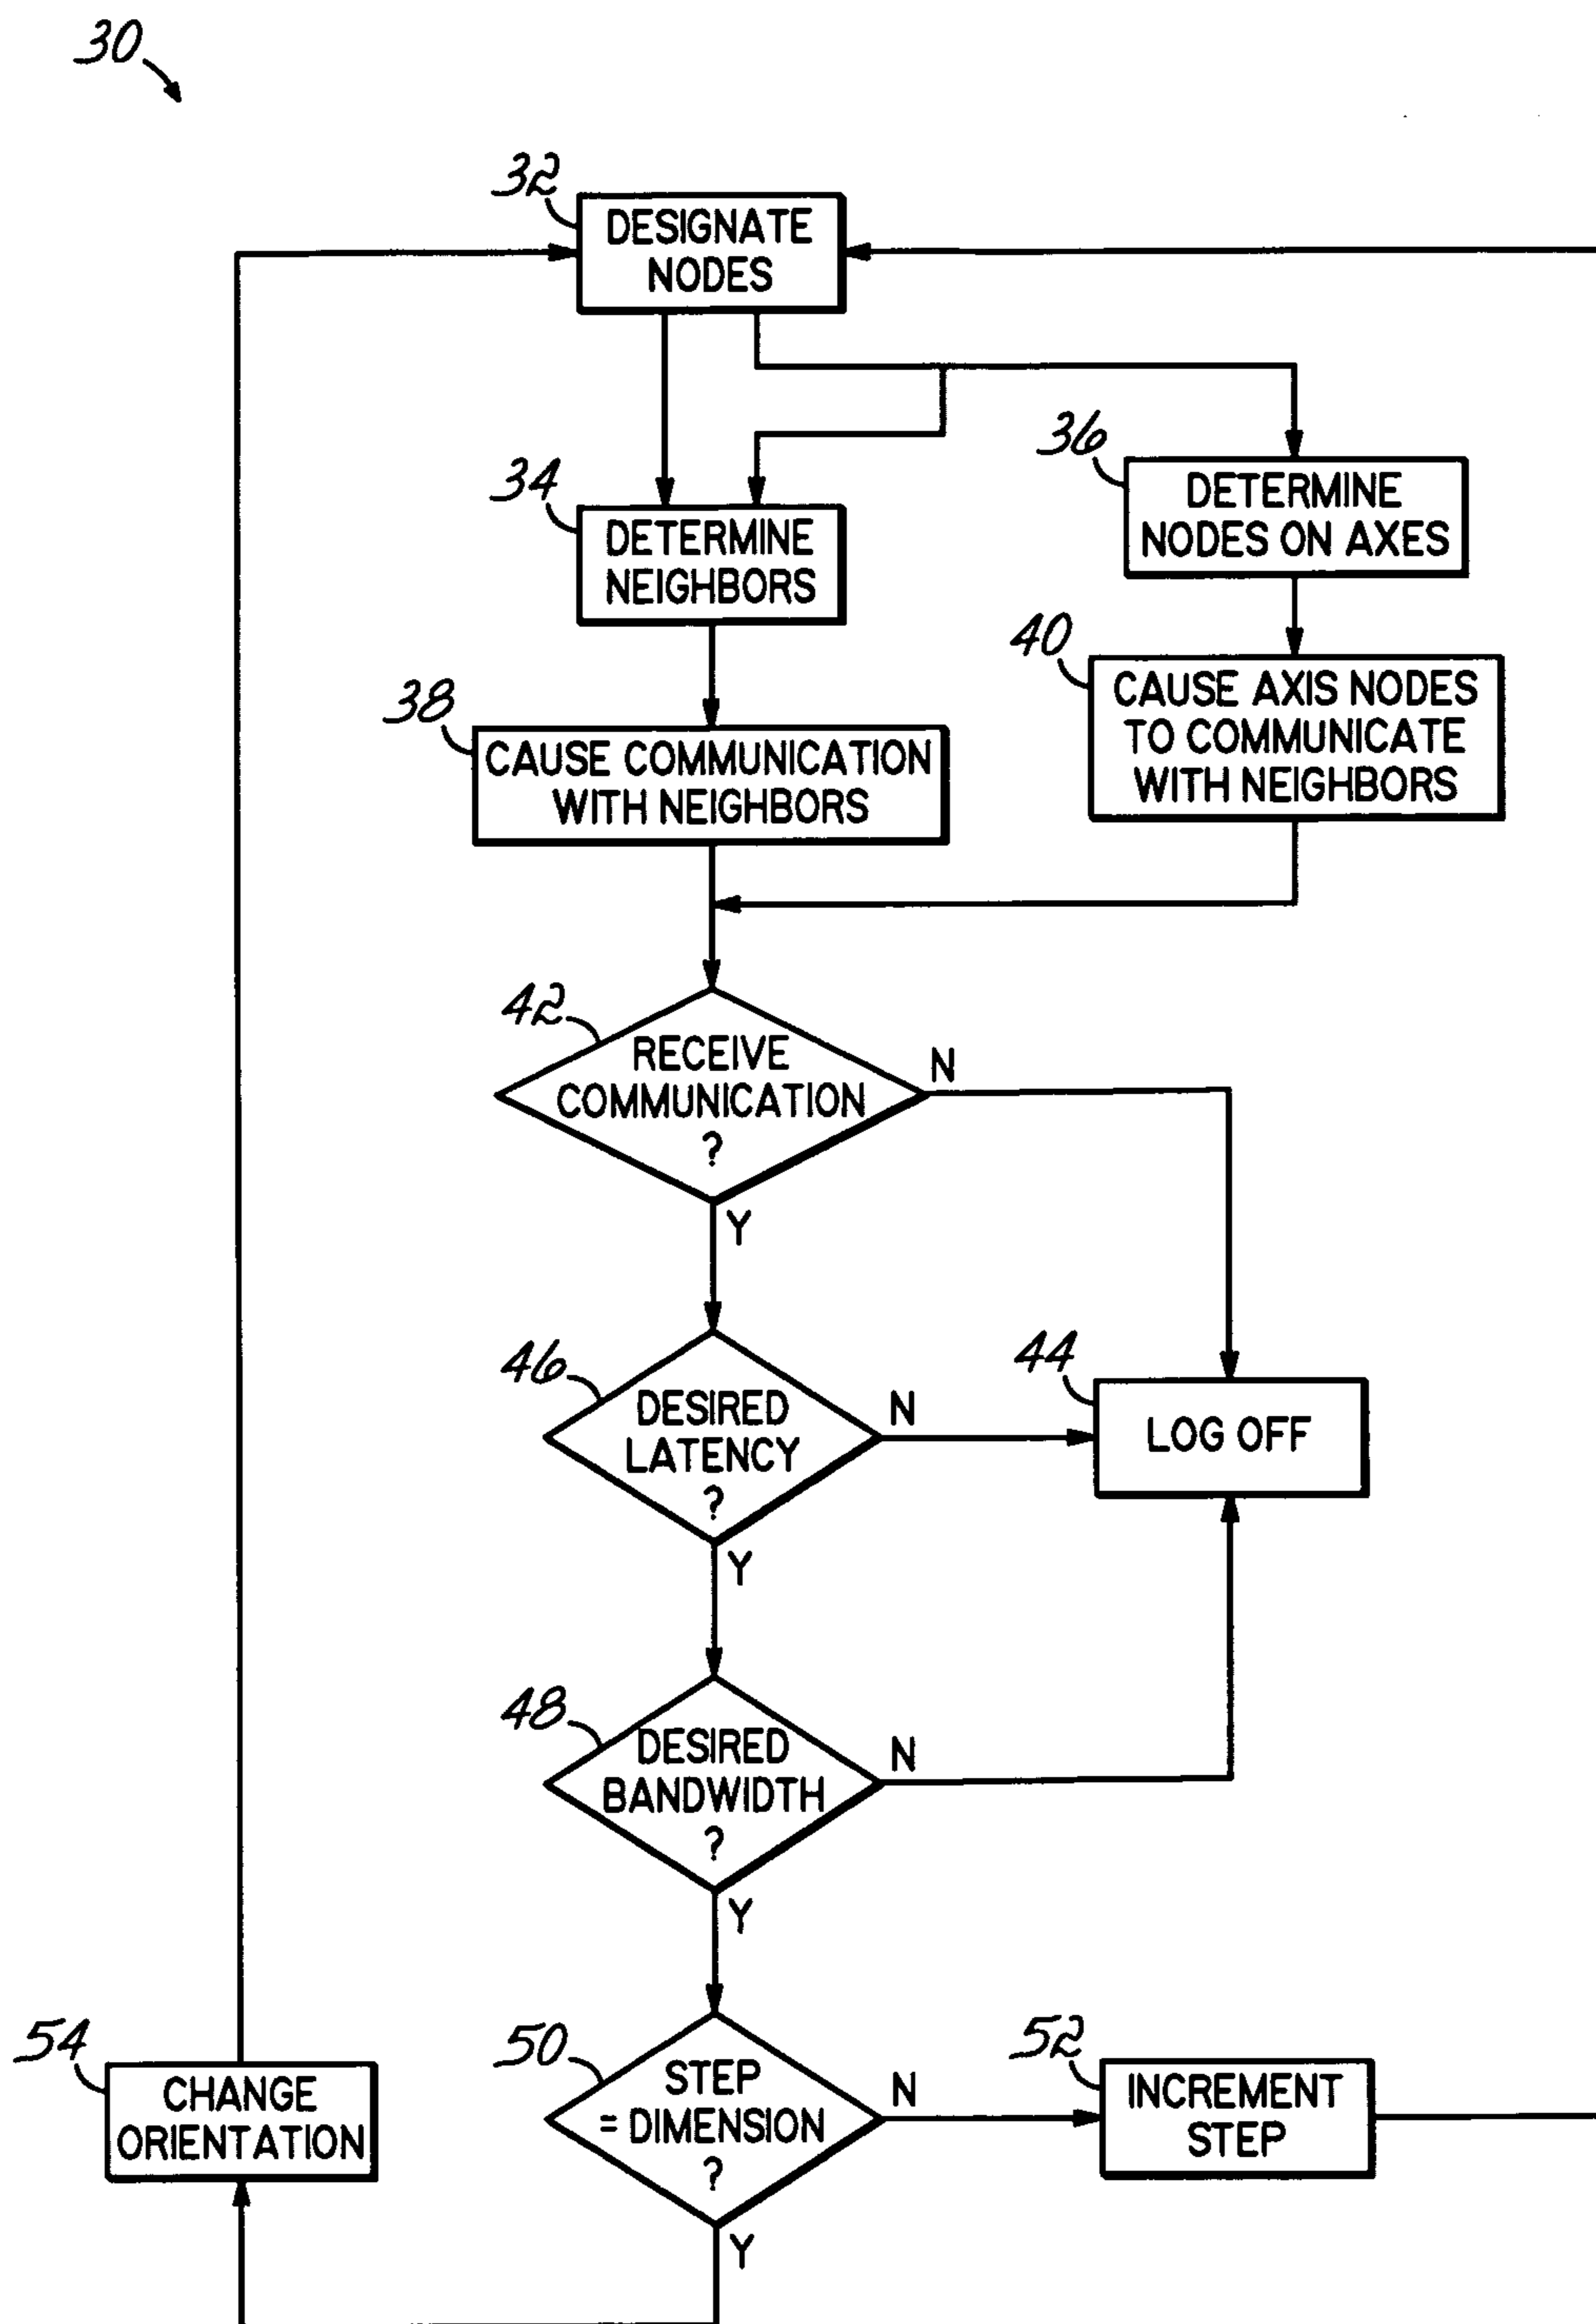 30
32
DESIGNATE
NODES
34
DETERMINE
NEIGHBORS
36
DETERMINE
NODES ON AXES
38
CAUSE COMMUNICATION
WITH NEIGHBORS
40
CAUSE AXIS NODES
TO COMMUNICATE
WITH NEIGHBORS
42
RECEIVE
COMMUNICATION
?
N
Y
46
DESIRED
LATENCY
?
N
Y
44
LOG OFF
48
DESIRED
BANDWIDTH
?
N
Y
50
STEP
= DIMENSION
?
N
Y
52
INCREMENT
STEP
54
CHANGE
ORIENTATION